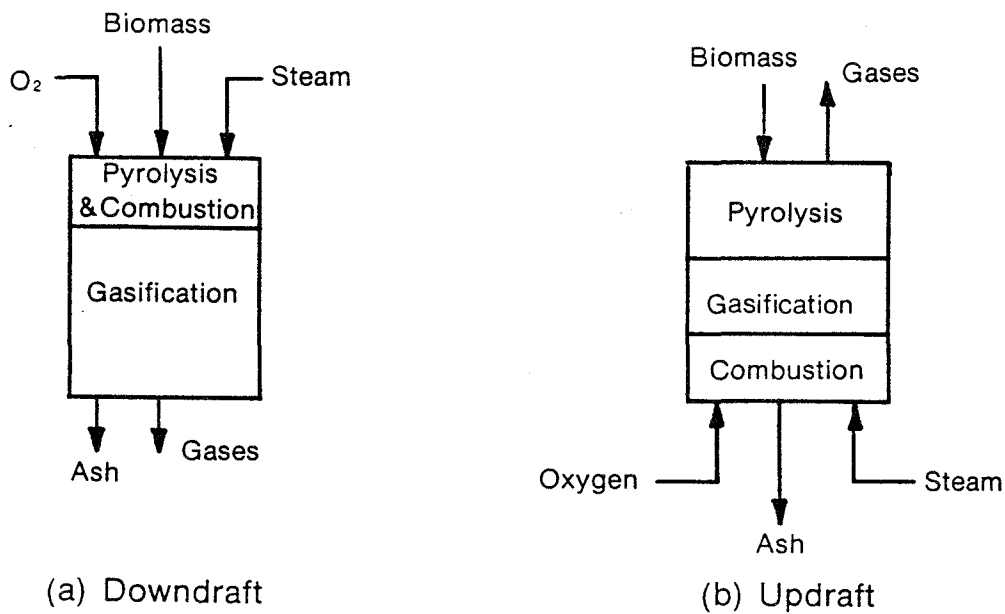 Biomass
O₂
Steam
Pyrolysis
&Combustion
Gasification
Ash
Gases
(a) Downdraft
Biomass
Gases
Pyrolysis
Gasification
Combustion
Oxygen
Steam
Ash
(b) Updraft